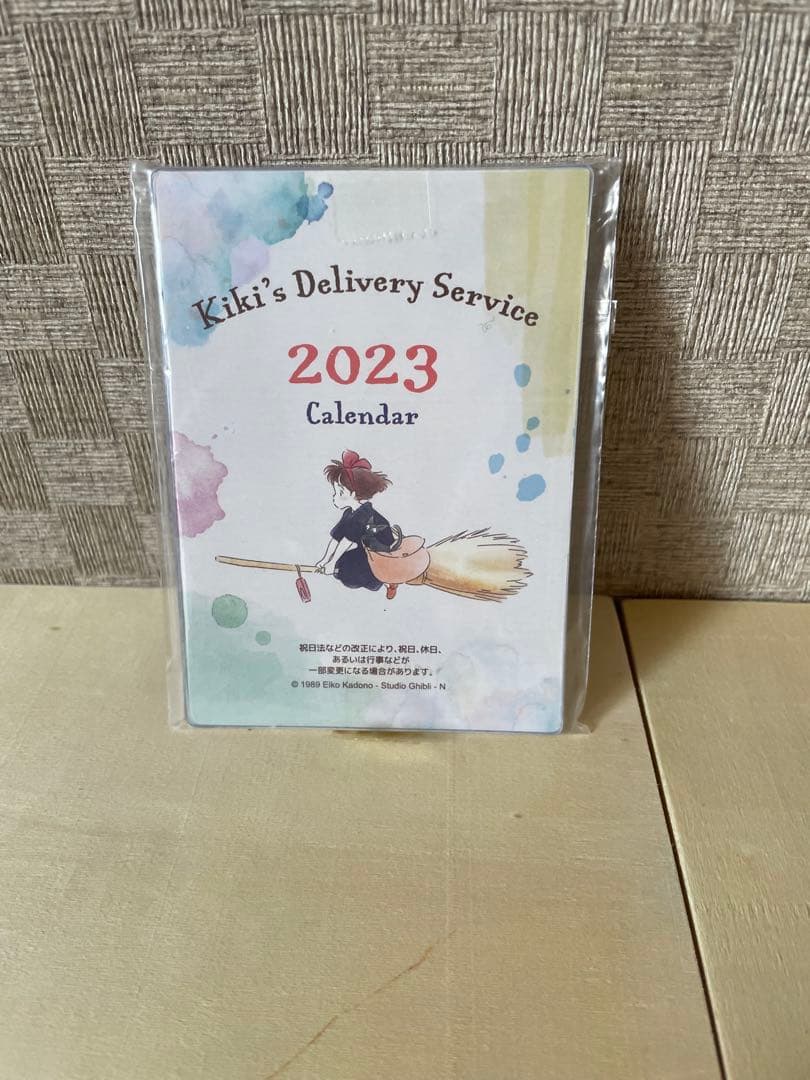 Kiki's Delivery Service
2023
Calendar
祝日法などの改正により、祝日、休日、
あるいは行事などが
一部変更になる場合があります。
© 1989 Eiko Kadono - Studio Ghibli - N